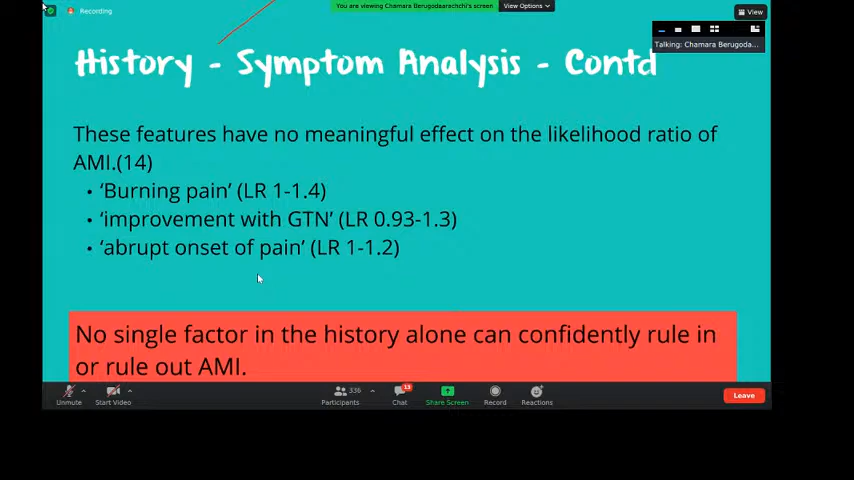 Recording
You are viewing Chamara Berugodaarachchi's screen
View Options
View
Talking: Chamara Berugoda...
History - Symptom Analysis - Contd
These features have no meaningful effect on the likelihood ratio of
AMI.(14)
• 'Burning pain' (LR 1-1.4)
• 'improvement with GTN' (LR 0.93-1.3)
• 'abrupt onset of pain' (LR 1-1.2)
No single factor in the history alone can confidently rule in
or rule out AMI.
336
13
Unmute
Start Video
Participants
Chat
Share Screen
Record
Reactions
Leave